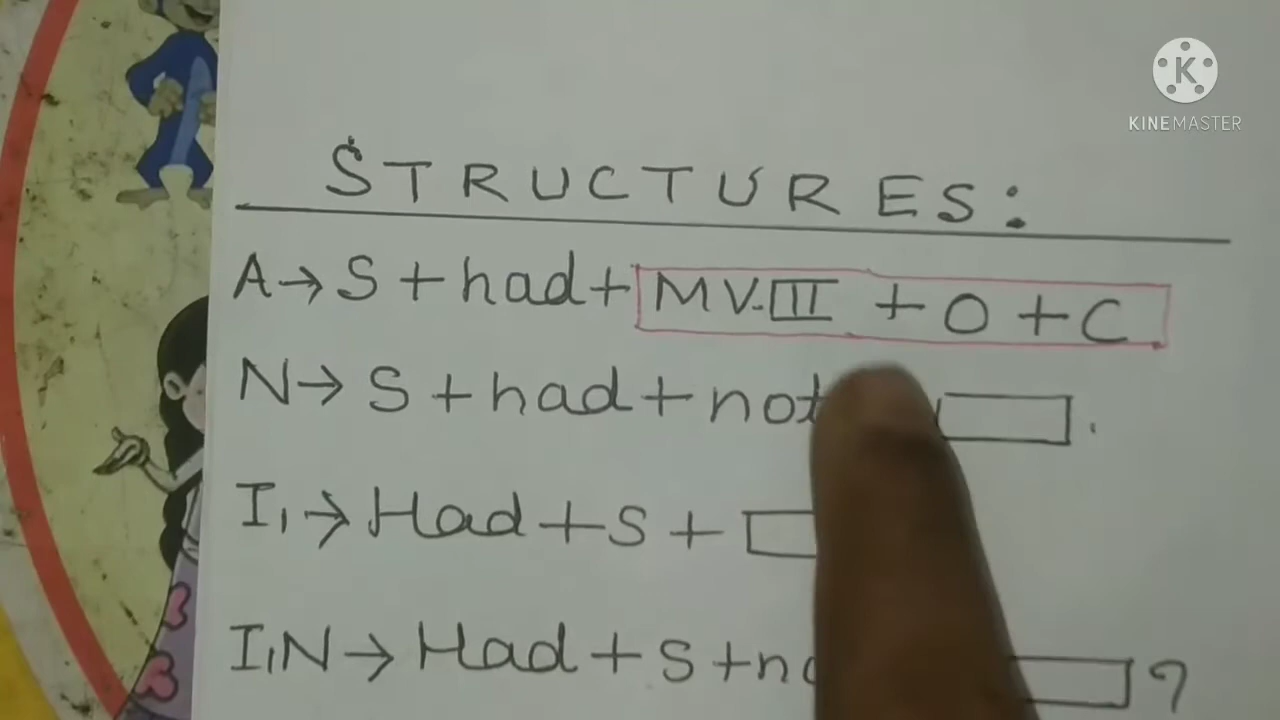 K
KINEMASTER
STRUCTURES:
A→ S + had + MV-III + O + C
N→ S + had + not .
I₁→ Had + S +
I₁N→ Had + S + ?